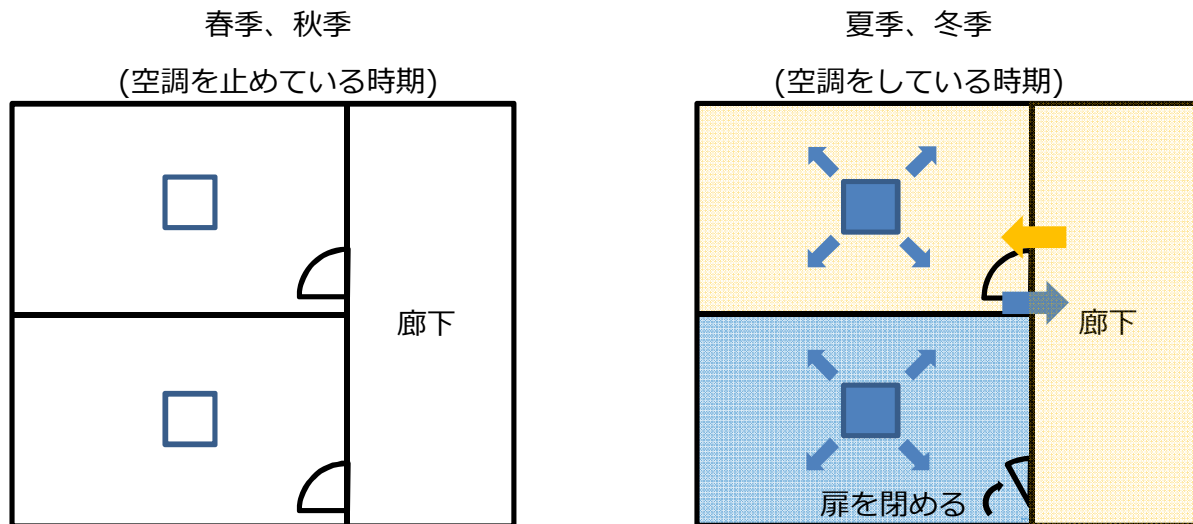 春季、秋季
(空調を止めている時期)
廊下
夏季、冬季
(空調をしている時期)
廊下
扉を閉める